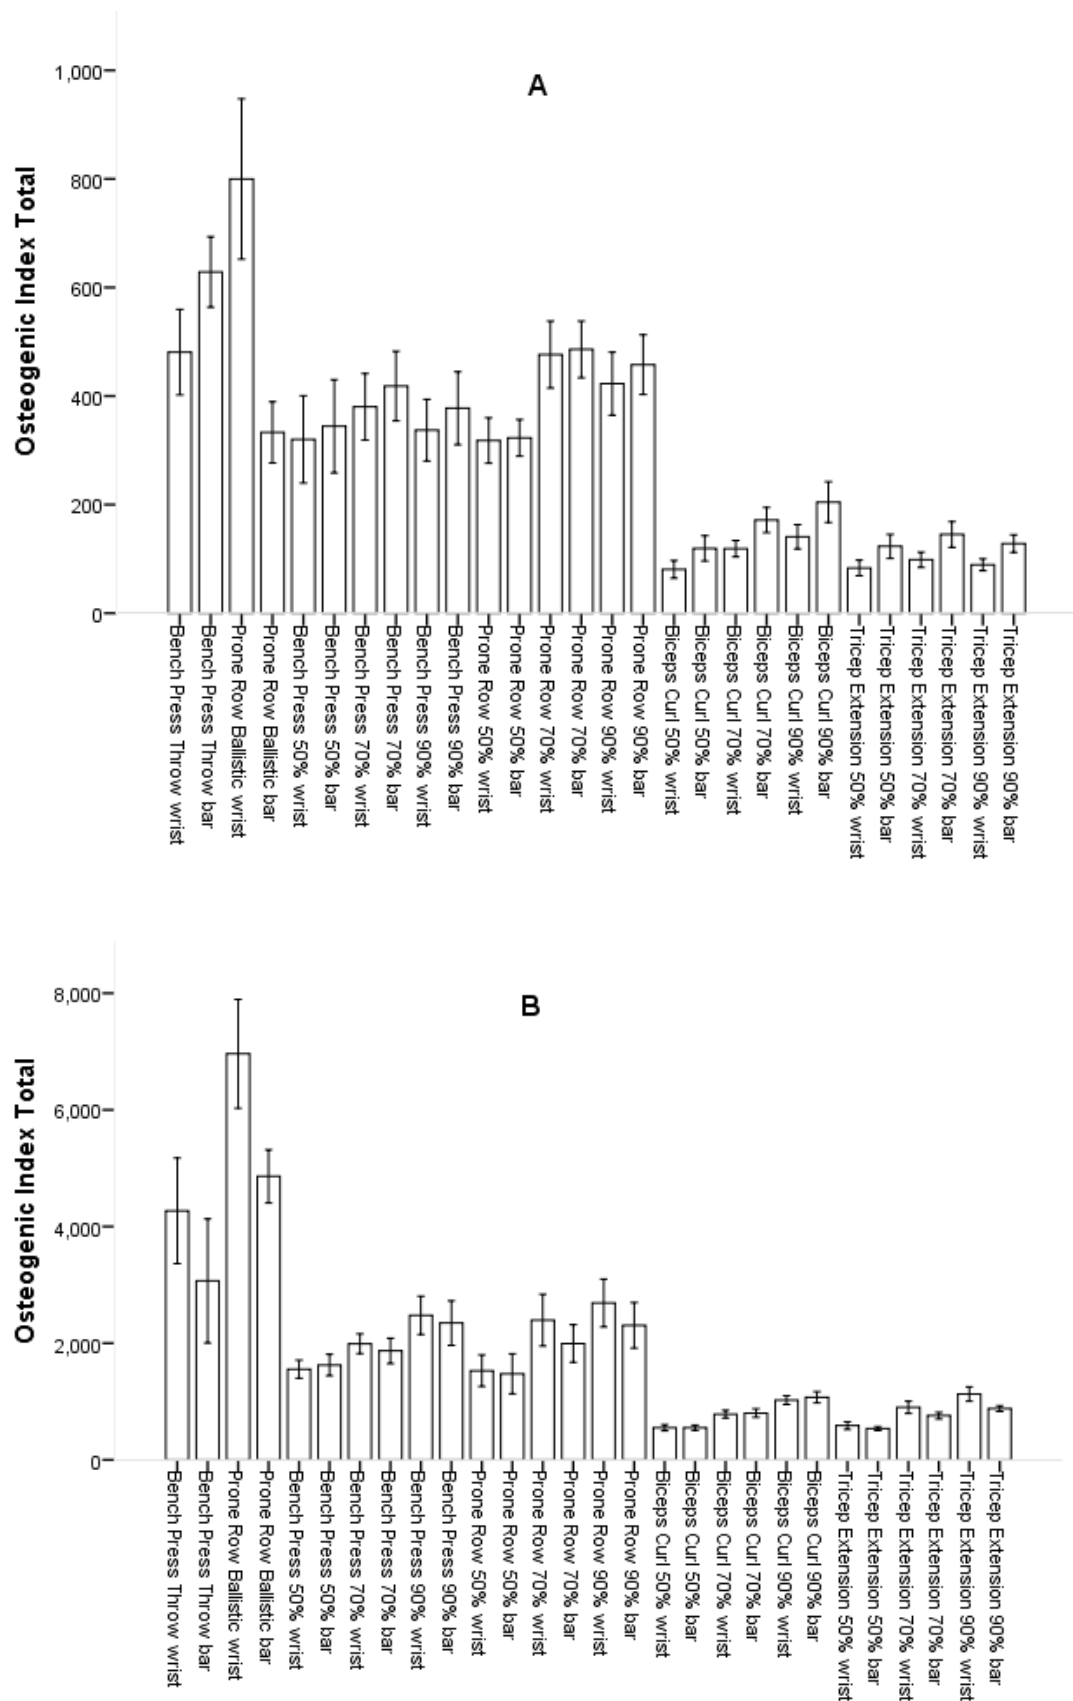 A
Osteogenic Index Total
1,000
800
600
400
200
0
Bench Press Throw wrist
Bench Press Throw bar
Prone Row Ballistic wrist
Prone Row Ballistic bar
Bench Press 50% wrist
Bench Press 50% bar
Bench Press 70% wrist
Bench Press 70% bar
Bench Press 90% wrist
Bench Press 90% bar
Prone Row 50% wrist
Prone Row 50% bar
Prone Row 70% wrist
Prone Row 70% bar
Prone Row 90% wrist
Prone Row 90% bar
Biceps Curl 50% wrist
Biceps Curl 50% bar
Biceps Curl 70% wrist
Biceps Curl 70% bar
Biceps Curl 90% wrist
Biceps Curl 90% bar
Tricep Extension 50% wrist
Tricep Extension 50% bar
Tricep Extension 70% wrist
Tricep Extension 70% bar
Tricep Extension 90% wrist
Tricep Extension 90% bar
B
Osteogenic Index Total
8,000
6,000
4,000
2,000
0
Bench Press Throw wrist
Bench Press Throw bar
Prone Row Ballistic wrist
Prone Row Ballistic bar
Bench Press 50% wrist
Bench Press 50% bar
Bench Press 70% wrist
Bench Press 70% bar
Bench Press 90% wrist
Bench Press 90% bar
Prone Row 50% wrist
Prone Row 50% bar
Prone Row 70% wrist
Prone Row 70% bar
Prone Row 90% wrist
Prone Row 90% bar
Biceps Curl 50% wrist
Biceps Curl 50% bar
Biceps Curl 70% wrist
Biceps Curl 70% bar
Biceps Curl 90% wrist
Biceps Curl 90% bar
Tricep Extension 50% wrist
Tricep Extension 50% bar
Tricep Extension 70% wrist
Tricep Extension 70% bar
Tricep Extension 90% wrist
Tricep Extension 90% bar